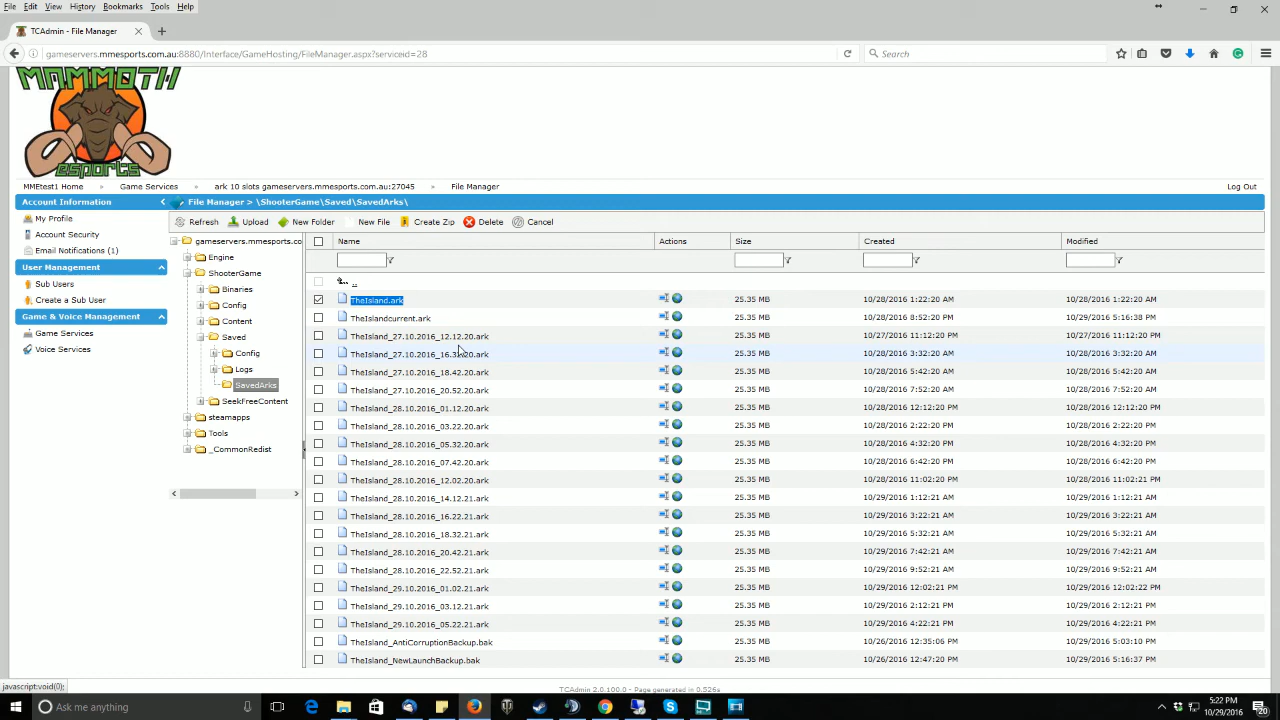 File Edit View History Bookmarks Tools Help
TCAdmin - File Manager
gameservers.mmesports.com.au:8880/Interface/GameHosting/FileManager.aspx?serviceid=28
Search
MAMMOTH
esports
MMEtest1 Home » Game Services » ark 10 slots gameservers.mmesports.com.au:27045 » File Manager Log Out
Account Information
File Manager > \ShooterGame\Saved\SavedArks\
My Profile
Account Security
Email Notifications (1)
User Management
Sub Users
Create a Sub User
Game & Voice Management
Game Services
Voice Services
Refresh Upload New Folder New File Create Zip Delete Cancel
gameservers.mmesports.co
Engine
ShooterGame
Binaries
Config
Content
Saved
Config
Logs
SavedArks
SeekFreeContent
steamapps
Tools
_CommonRedist
Name Actions Size Created Modified
..
TheIsland.ark 25.35 MB 10/28/2016 1:22:20 AM 10/28/2016 1:22:20 AM
TheIslandcurrent.ark 25.35 MB 10/28/2016 8:52:20 PM 10/29/2016 5:16:38 PM
TheIsland_27.10.2016_12.12.20.ark 25.35 MB 10/27/2016 11:12:20 PM 10/27/2016 11:12:20 PM
TheIsland_27.10.2016_16.3 20.ark 25.35 MB 10/28/2016 3:32:20 AM 10/28/2016 3:32:20 AM
TheIsland_27.10.2016_18.42.20.ark 25.35 MB 10/28/2016 5:42:20 AM 10/28/2016 5:42:20 AM
TheIsland_27.10.2016_20.52.20.ark 25.35 MB 10/28/2016 7:52:20 AM 10/28/2016 7:52:20 AM
TheIsland_28.10.2016_01.12.20.ark 25.35 MB 10/28/2016 12:12:20 PM 10/28/2016 12:12:20 PM
TheIsland_28.10.2016_03.22.20.ark 25.35 MB 10/28/2016 2:22:20 PM 10/28/2016 2:22:20 PM
TheIsland_28.10.2016_05.32.20.ark 25.35 MB 10/28/2016 4:32:20 PM 10/28/2016 4:32:20 PM
TheIsland_28.10.2016_07.42.20.ark 25.35 MB 10/28/2016 6:42:20 PM 10/28/2016 6:42:20 PM
TheIsland_28.10.2016_12.02.20.ark 25.35 MB 10/28/2016 11:02:20 PM 10/28/2016 11:02:21 PM
TheIsland_28.10.2016_14.12.21.ark 25.35 MB 10/29/2016 1:12:21 AM 10/29/2016 1:12:21 AM
TheIsland_28.10.2016_16.22.21.ark 25.35 MB 10/29/2016 3:22:21 AM 10/29/2016 3:22:21 AM
TheIsland_28.10.2016_18.32.21.ark 25.35 MB 10/29/2016 5:32:21 AM 10/29/2016 5:32:21 AM
TheIsland_28.10.2016_20.42.21.ark 25.35 MB 10/29/2016 7:42:21 AM 10/29/2016 7:42:21 AM
TheIsland_28.10.2016_22.52.21.ark 25.35 MB 10/29/2016 9:52:21 AM 10/29/2016 9:52:21 AM
TheIsland_29.10.2016_01.02.21.ark 25.35 MB 10/29/2016 12:02:21 PM 10/29/2016 12:02:22 PM
TheIsland_29.10.2016_03.12.21.ark 25.35 MB 10/29/2016 2:12:21 PM 10/29/2016 2:12:21 PM
TheIsland_29.10.2016_05.22.21.ark 25.35 MB 10/29/2016 4:22:21 PM 10/29/2016 4:22:21 PM
TheIsland_AntiCorruptionBackup.bak 25.35 MB 10/26/2016 12:35:06 PM 10/29/2016 5:03:10 PM
TheIsland_NewLaunchBackup.bak 25.35 MB 10/26/2016 12:47:20 PM 10/29/2016 5:16:37 PM
javascript:void(0);
TCAdmin 2.0.100.0 - Page generated in 0.526s
Ask me anything
5:22 PM
10/29/2016
20